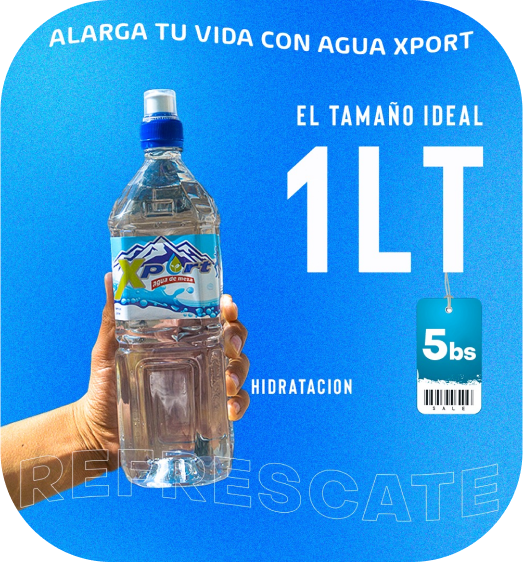 ALARGA TU VIDA CON AGUA XPORT
EL TAMAÑO IDEAL
1LT
Xport
agua de mesa
5bs
SALE
HIDRATACION
REFRESCATE